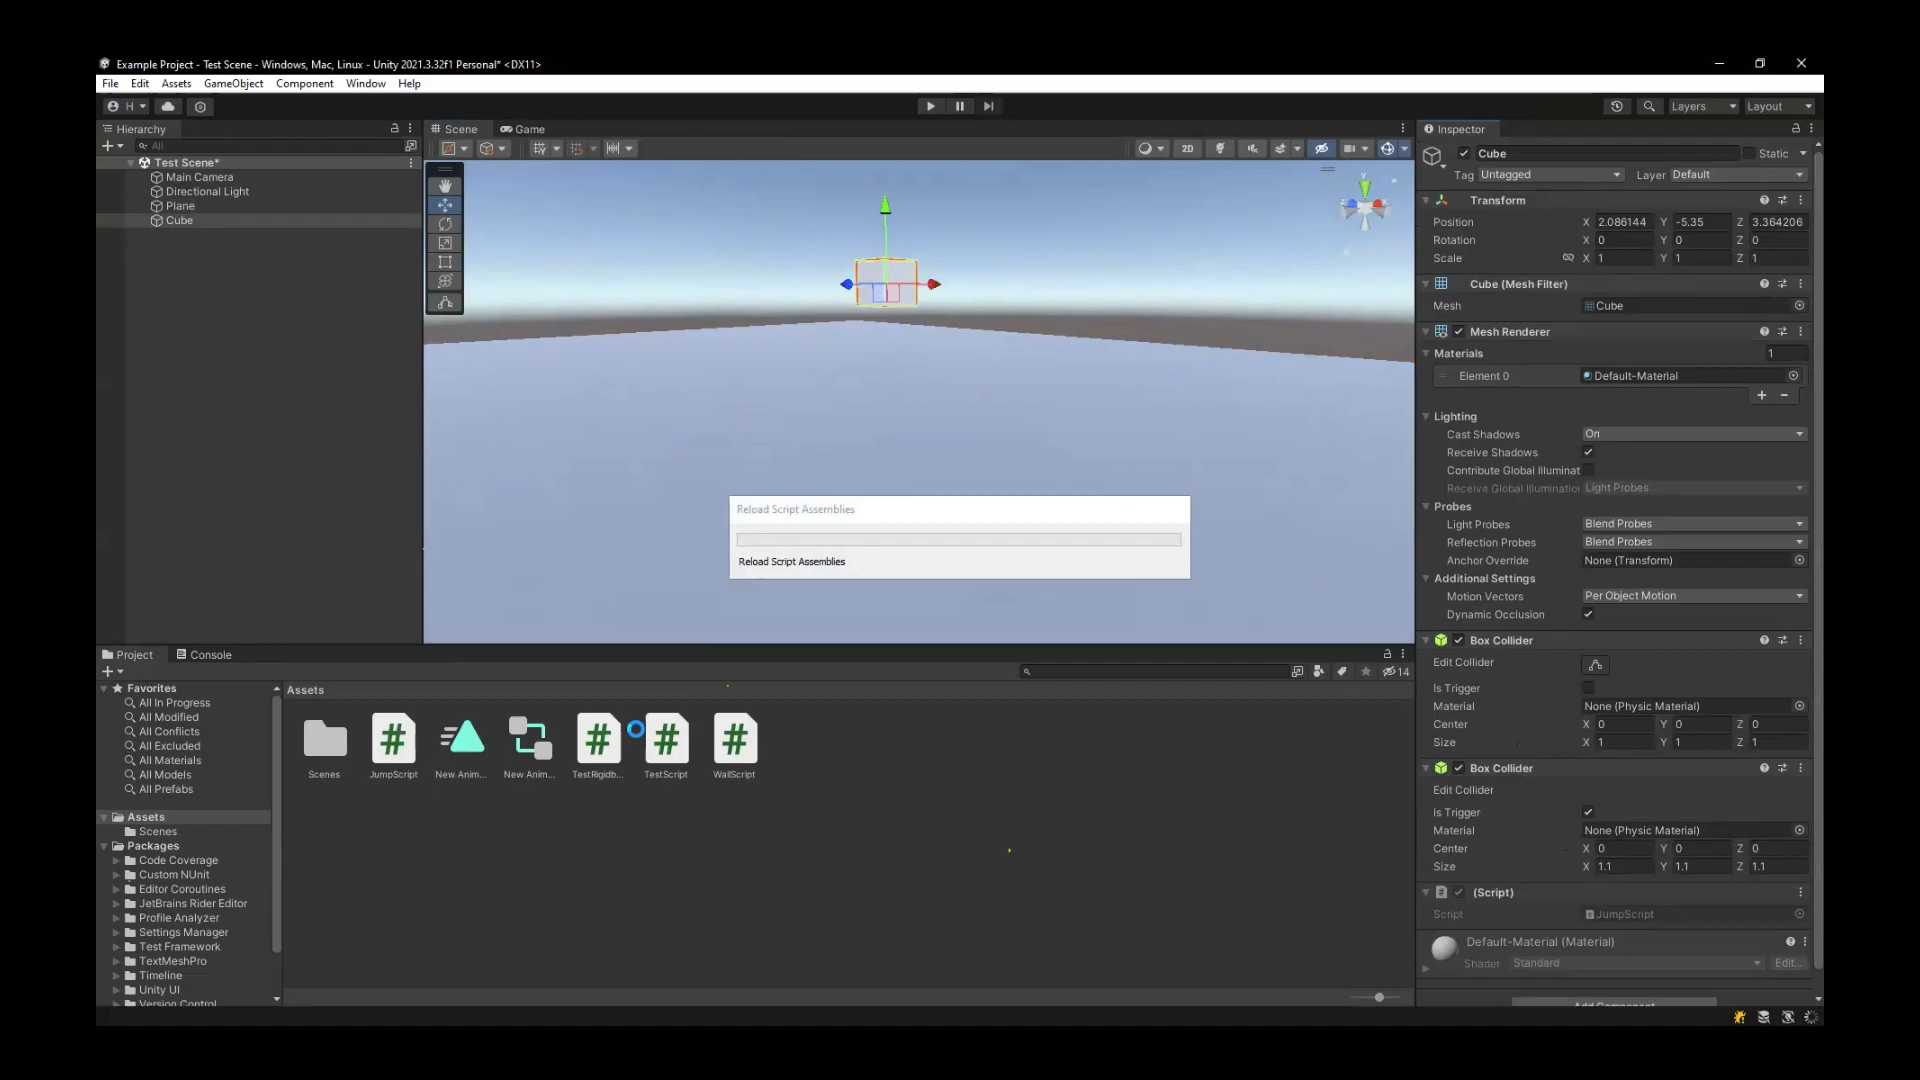 Example Project - Test Scene - Windows, Mac, Linux - Unity 2021.3.32f1 Personal* <DX11>
File Edit Assets GameObject Component Window Help
H Layers Layout
Hierarchy
All
Test Scene*
Main Camera
Directional Light
Plane
Cube
Scene Game
2D
y
Reload Script Assemblies
Reload Script Assemblies
Inspector
Cube Static
Tag Untagged Layer Default
Transform
Position X 2.086144 Y -5.35 Z 3.364206
Rotation X 0 Y 0 Z 0
Scale X 1 Y 1 Z 1
Cube (Mesh Filter)
Mesh Cube
Mesh Renderer
Materials 1
Element 0 Default-Material
Lighting
Cast Shadows On
Receive Shadows
Contribute Global Illuminat
Receive Global Illumination Light Probes
Probes
Light Probes Blend Probes
Reflection Probes Blend Probes
Anchor Override None (Transform)
Additional Settings
Motion Vectors Per Object Motion
Dynamic Occlusion
Box Collider
Edit Collider
Is Trigger
Material None (Physic Material)
Center X 0 Y 0 Z 0
Size X 1 Y 1 Z 1
Box Collider
Edit Collider
Is Trigger
Material None (Physic Material)
Center X 0 Y 0 Z 0
Size X 1.1 Y 1.1 Z 1.1
(Script)
Script JumpScript
Default-Material (Material)
Shader Standard Edit...
Add Component
Project Console
14
Favorites
All In Progress
All Modified
All Conflicts
All Excluded
All Materials
All Models
All Prefabs
Assets
Scenes
Packages
Code Coverage
Custom NUnit
Editor Coroutines
JetBrains Rider Editor
Profile Analyzer
Settings Manager
Test Framework
TextMeshPro
Timeline
Unity UI
Version Control
Assets
Scenes JumpScript New Anim... New Anim... TestRigidb... TestScript WallScript